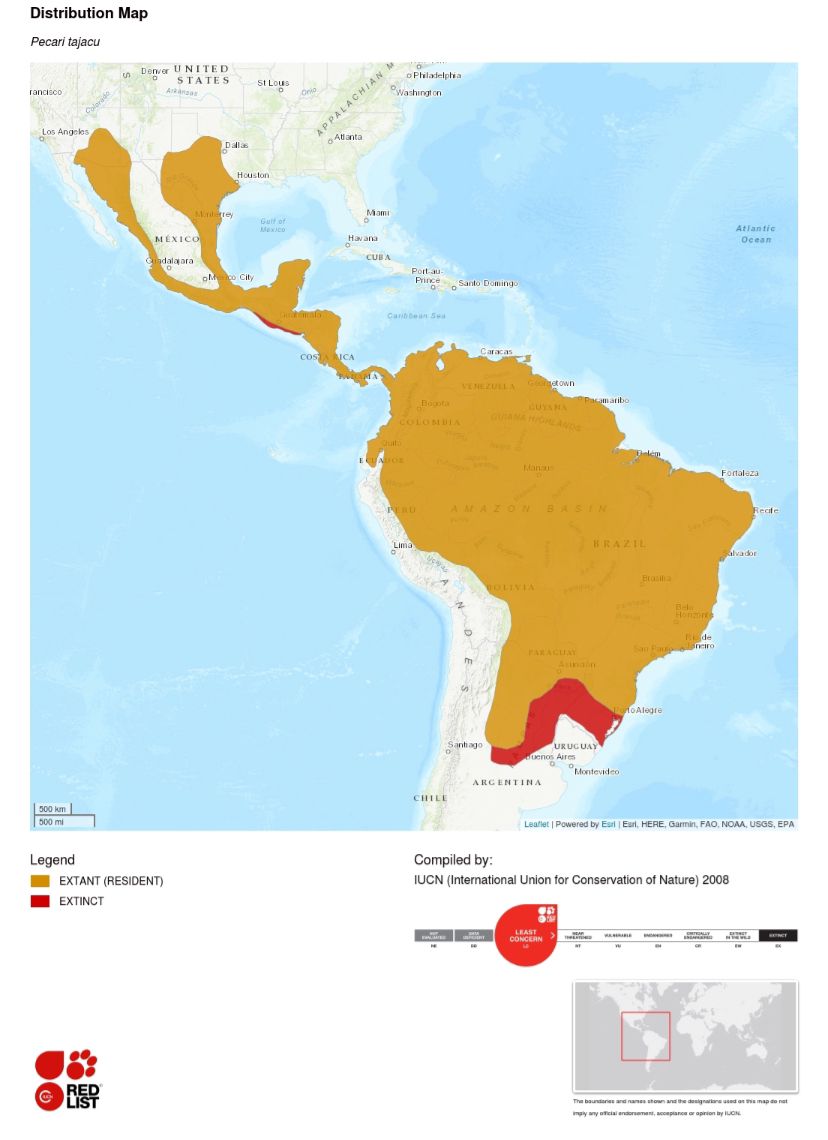 Distribution Map
Pecari tajacu
Denver
UNITED
STATES
St Louis
Philadelphia
Washington
rancisco
Colorado
Arkansas
Ohio
APPALACHIAN M
Los Angeles
Atlanta
Dallas
Houston
Monterrey
Gulf of
Mexico
Miami
Atlantic
Ocean
MÉXICO
Havana
Guadalajara
CUBA
Mexico City
Port-au-
Prince
Santo Domingo
Guatemala
Caribbean Sea
COSTA RICA
PANAMA
Caracas
VENEZUELA
Georgetown
Paramaribo
Bogota
GUYANA
COLOMBIA
GUIANA HIGHLANDS
Quito
ECUADOR
Belém
Manaus
Fortaleza
PERU
AMAZON BASIN
Recife
Lima
BRAZIL
Salvador
BOLIVIA
Brasilia
ANDES
Belo
Horizonte
Rio de
Janeiro
Sao Paulo
PARAGUAY
Asunción
Porto Alegre
Santiago
URUGUAY
Buenos Aires
Montevideo
ARGENTINA
CHILE
500 km
500 mi
Leaflet | Powered by Esri | Esri, HERE, Garmin, FAO, NOAA, USGS, EPA
Legend
EXTANT (RESIDENT)
EXTINCT
Compiled by:
IUCN (International Union for Conservation of Nature) 2008
NOT
EVALUATED
NE
DATA
DEFICIENT
DD
LEAST
CONCERN
LC
NEAR
THREATENED
NT
VULNERABLE
VU
ENDANGERED
EN
CRITICALLY
ENDANGERED
CR
EXTINCT
IN THE WILD
EW
EXTINCT
EX
IUCN
RED
LIST
The boundaries and names shown and the designations used on this map do not
imply any official endorsement, acceptance or opinion by IUCN.